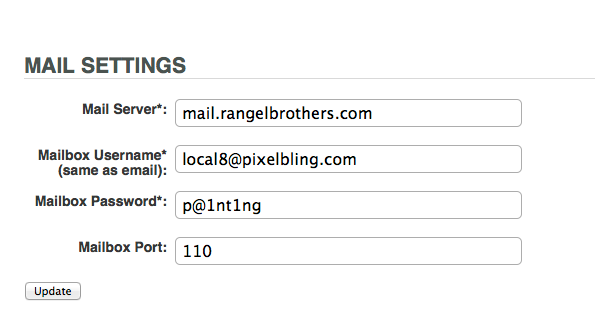 MAIL SETTINGS
Mail Server*: mail.rangelbrothers.com
Mailbox Username*
(same as email): local8@pixelbling.com
Mailbox Password*: p@1nt1ng
Mailbox Port: 110
Update